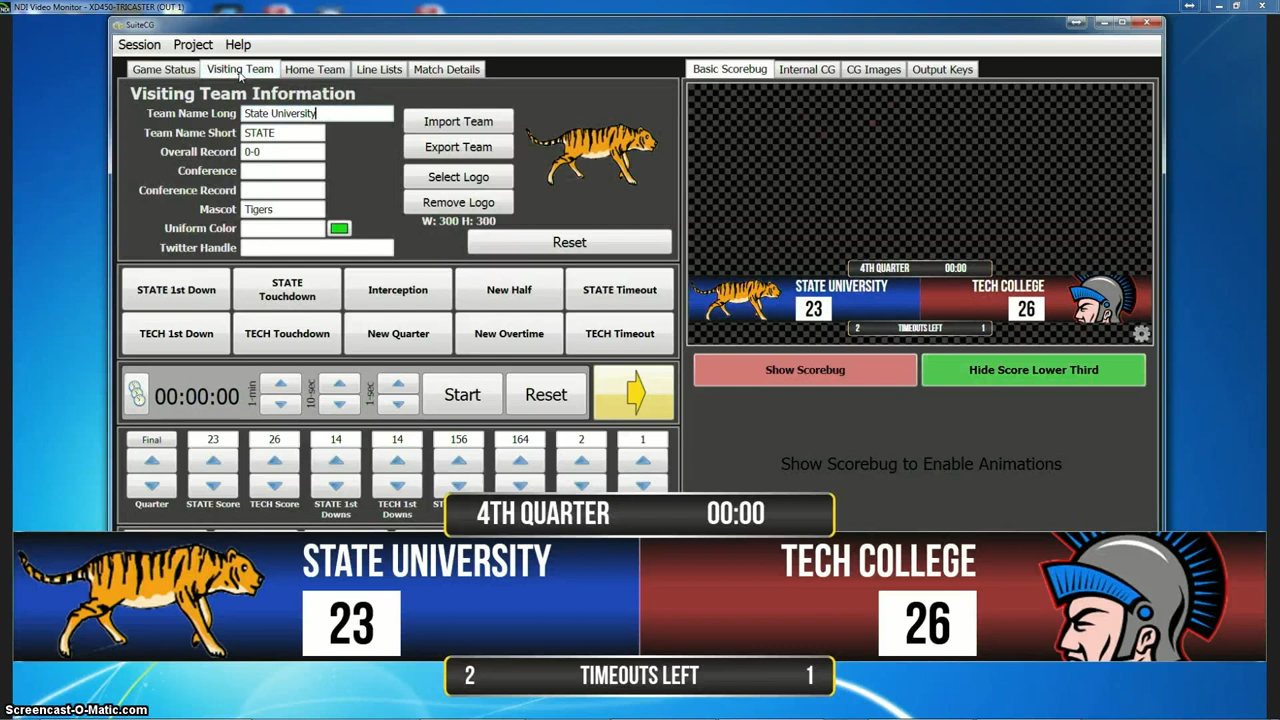 NDI Video Monitor - XD450-TRICASTER (OUT 1)
SuiteCG
Session Project Help
Game Status Visiting Team Home Team Line Lists Match Details
Basic Scorebug Internal CG CG Images Output Keys
Visiting Team Information
Team Name Long State University
Team Name Short STATE
Overall Record 0-0
Conference
Conference Record
Mascot Tigers
Uniform Color
Twitter Handle
Import Team
Export Team
Select Logo
Remove Logo
W: 300 H: 300
Reset
STATE 1st Down
STATE Touchdown
Interception
New Half
STATE Timeout
TECH 1st Down
TECH Touchdown
New Quarter
New Overtime
TECH Timeout
00:00:00
1-min
10-sec
1-sec
Start
Reset
Final 23 26 14 14 156 164 2 1
Quarter
STATE Score
TECH Score
STATE 1st Downs
TECH 1st Downs
4TH QUARTER 00:00
STATE UNIVERSITY TECH COLLEGE
23 26
2 TIMEOUTS LEFT 1
Show Scorebug
Hide Score Lower Third
Show Scorebug to Enable Animations
4TH QUARTER 00:00
STATE UNIVERSITY TECH COLLEGE
23 26
2 TIMEOUTS LEFT 1
Screencast-O-Matic.com